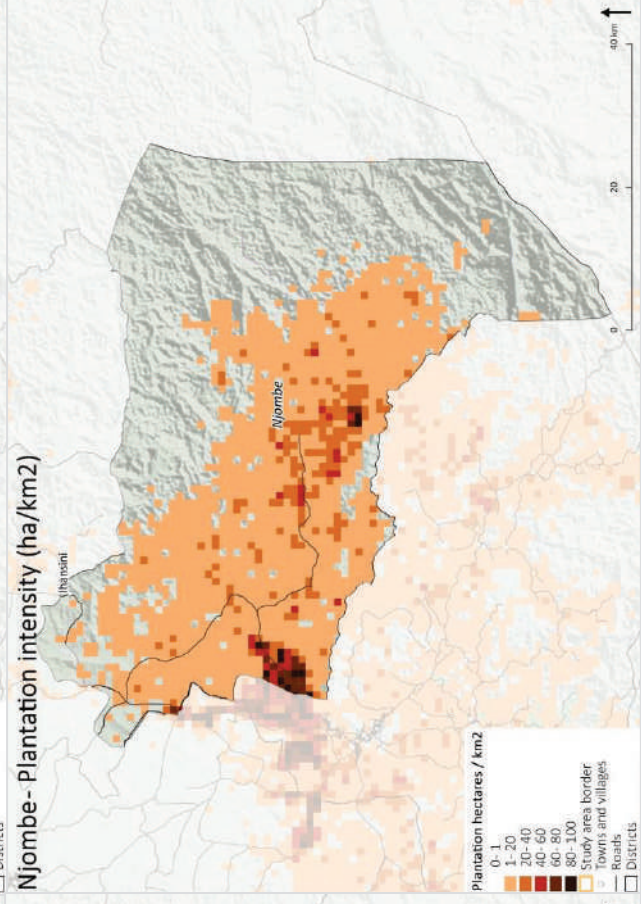 Districts
Njombe- Plantation intensity (ha/km2)
Ilhansini
Njombe
Plantation hectares / km2
0- 1
1- 20
20- 40
40- 60
60- 80
80- 100
Study area border
Towns and villages
Roads
Districts
0
20
40 km